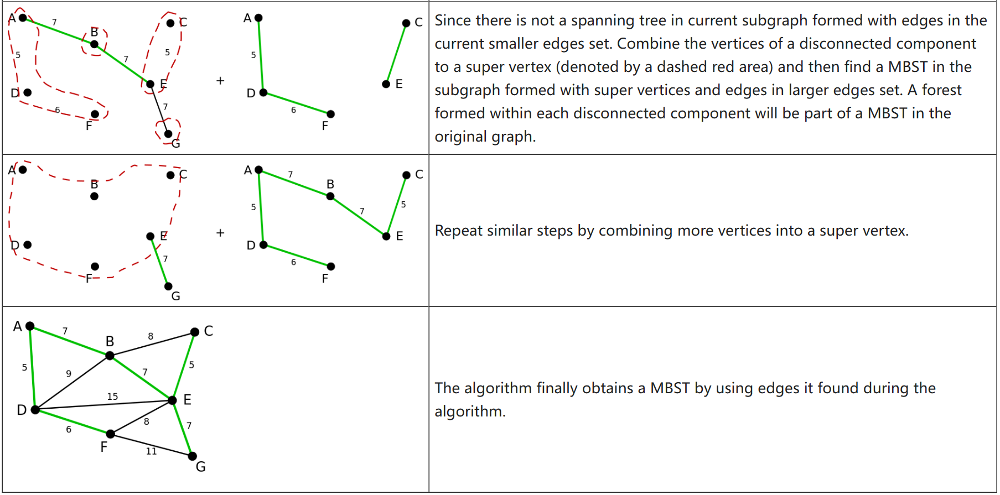 A
7
B
C
5
7
5
E
D
7
6
F
G
+
A
C
5
E
D
6
F
Since there is not a spanning tree in current subgraph formed with edges in the
current smaller edges set. Combine the vertices of a disconnected component
to a super vertex (denoted by a dashed red area) and then find a MBST in the
subgraph formed with super vertices and edges in larger edges set. A forest
formed within each disconnected component will be part of a MBST in the
original graph.
A
C
B
E
D
7
F
G
+
A
7
C
B
5
7
5
E
D
6
F
Repeat similar steps by combining more vertices into a super vertex.
A
7
B
8
C
5
9
7
5
15
E
D
6
8
7
F
11
G
The algorithm finally obtains a MBST by using edges it found during the
algorithm.